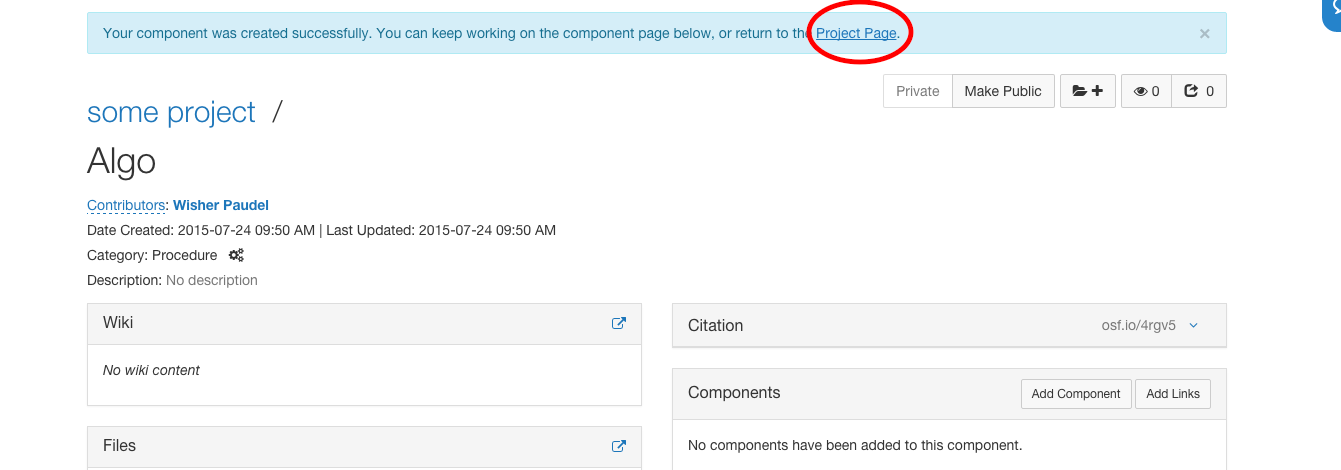 Your component was created successfully. You can keep working on the component page below, or return to the Project Page. ×
Private Make Public 0 0
some project /
Algo
Contributors: Wisher Paudel
Date Created: 2015-07-24 09:50 AM | Last Updated: 2015-07-24 09:50 AM
Category: Procedure
Description: No description
Wiki
No wiki content
Files
Citation osf.io/4rgv5
Components Add Component Add Links
No components have been added to this component.